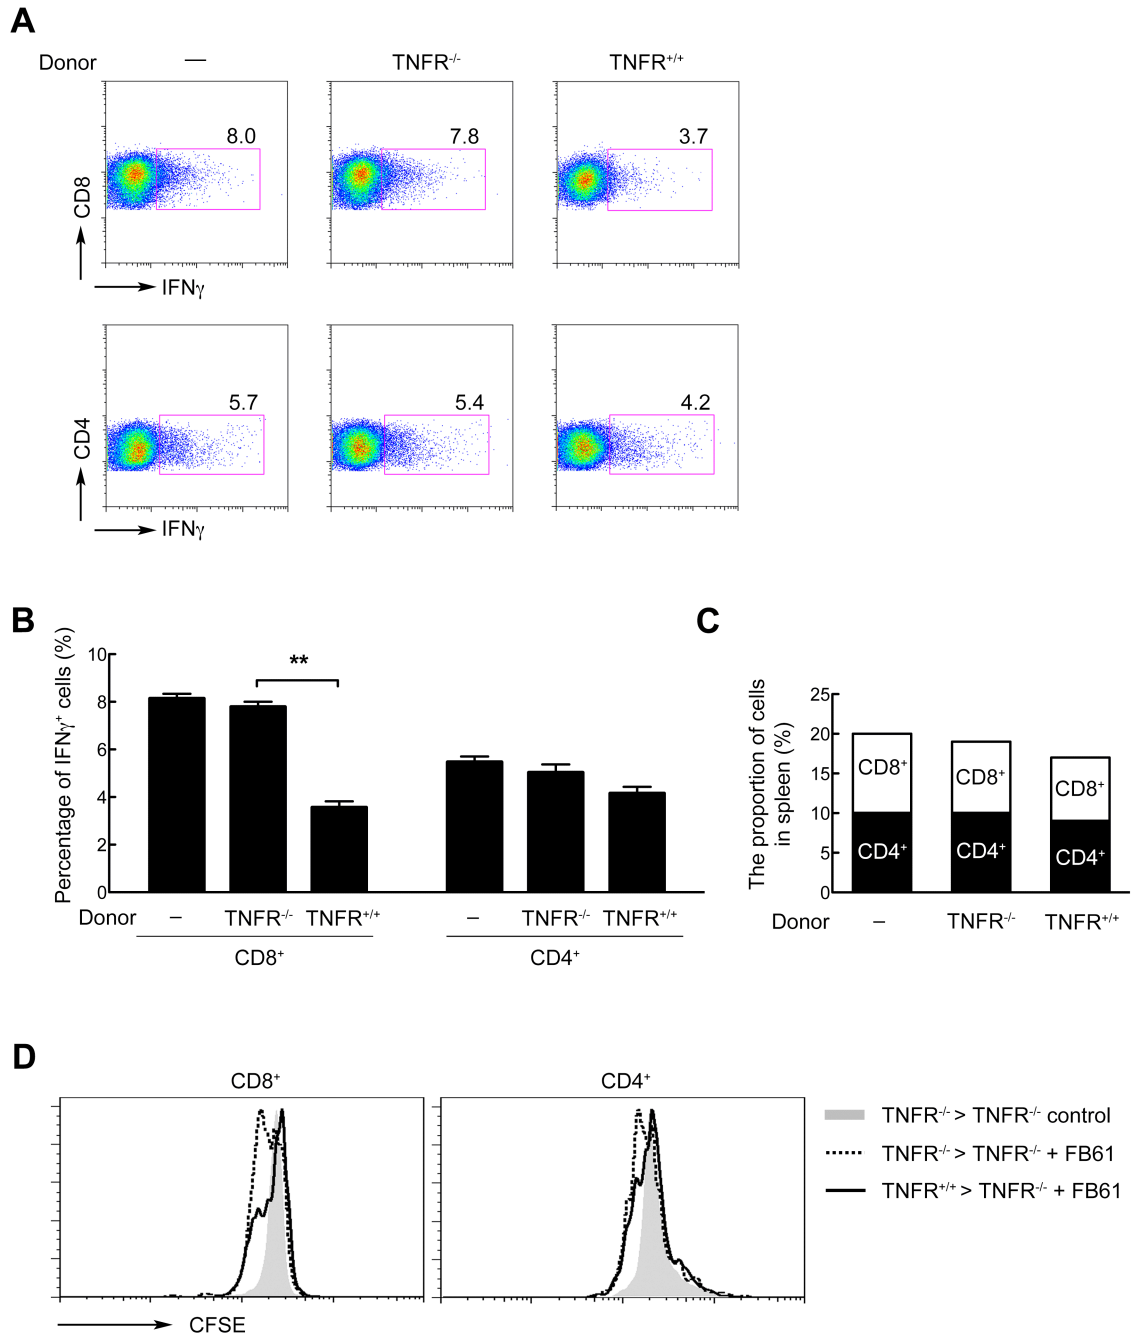 A
Donor — TNFR-/- TNFR+/+
8.0 7.8 3.7
CD8
IFNγ
5.7 5.4 4.2
CD4
IFNγ
B
Percentage of IFNγ+ cells (%)
10
8
6
4
2
0
**
Donor – TNFR-/- TNFR+/+ – TNFR-/- TNFR+/+
CD8+ CD4+
C
The proportion of cells
in spleen (%)
25
20
15
10
5
0
CD8+ CD8+ CD8+
CD4+ CD4+ CD4+
Donor – TNFR-/- TNFR+/+
D
CD8+ CD4+
TNFR-/- > TNFR-/- control
TNFR-/- > TNFR-/- + FB61
TNFR+/+ > TNFR-/- + FB61
CFSE